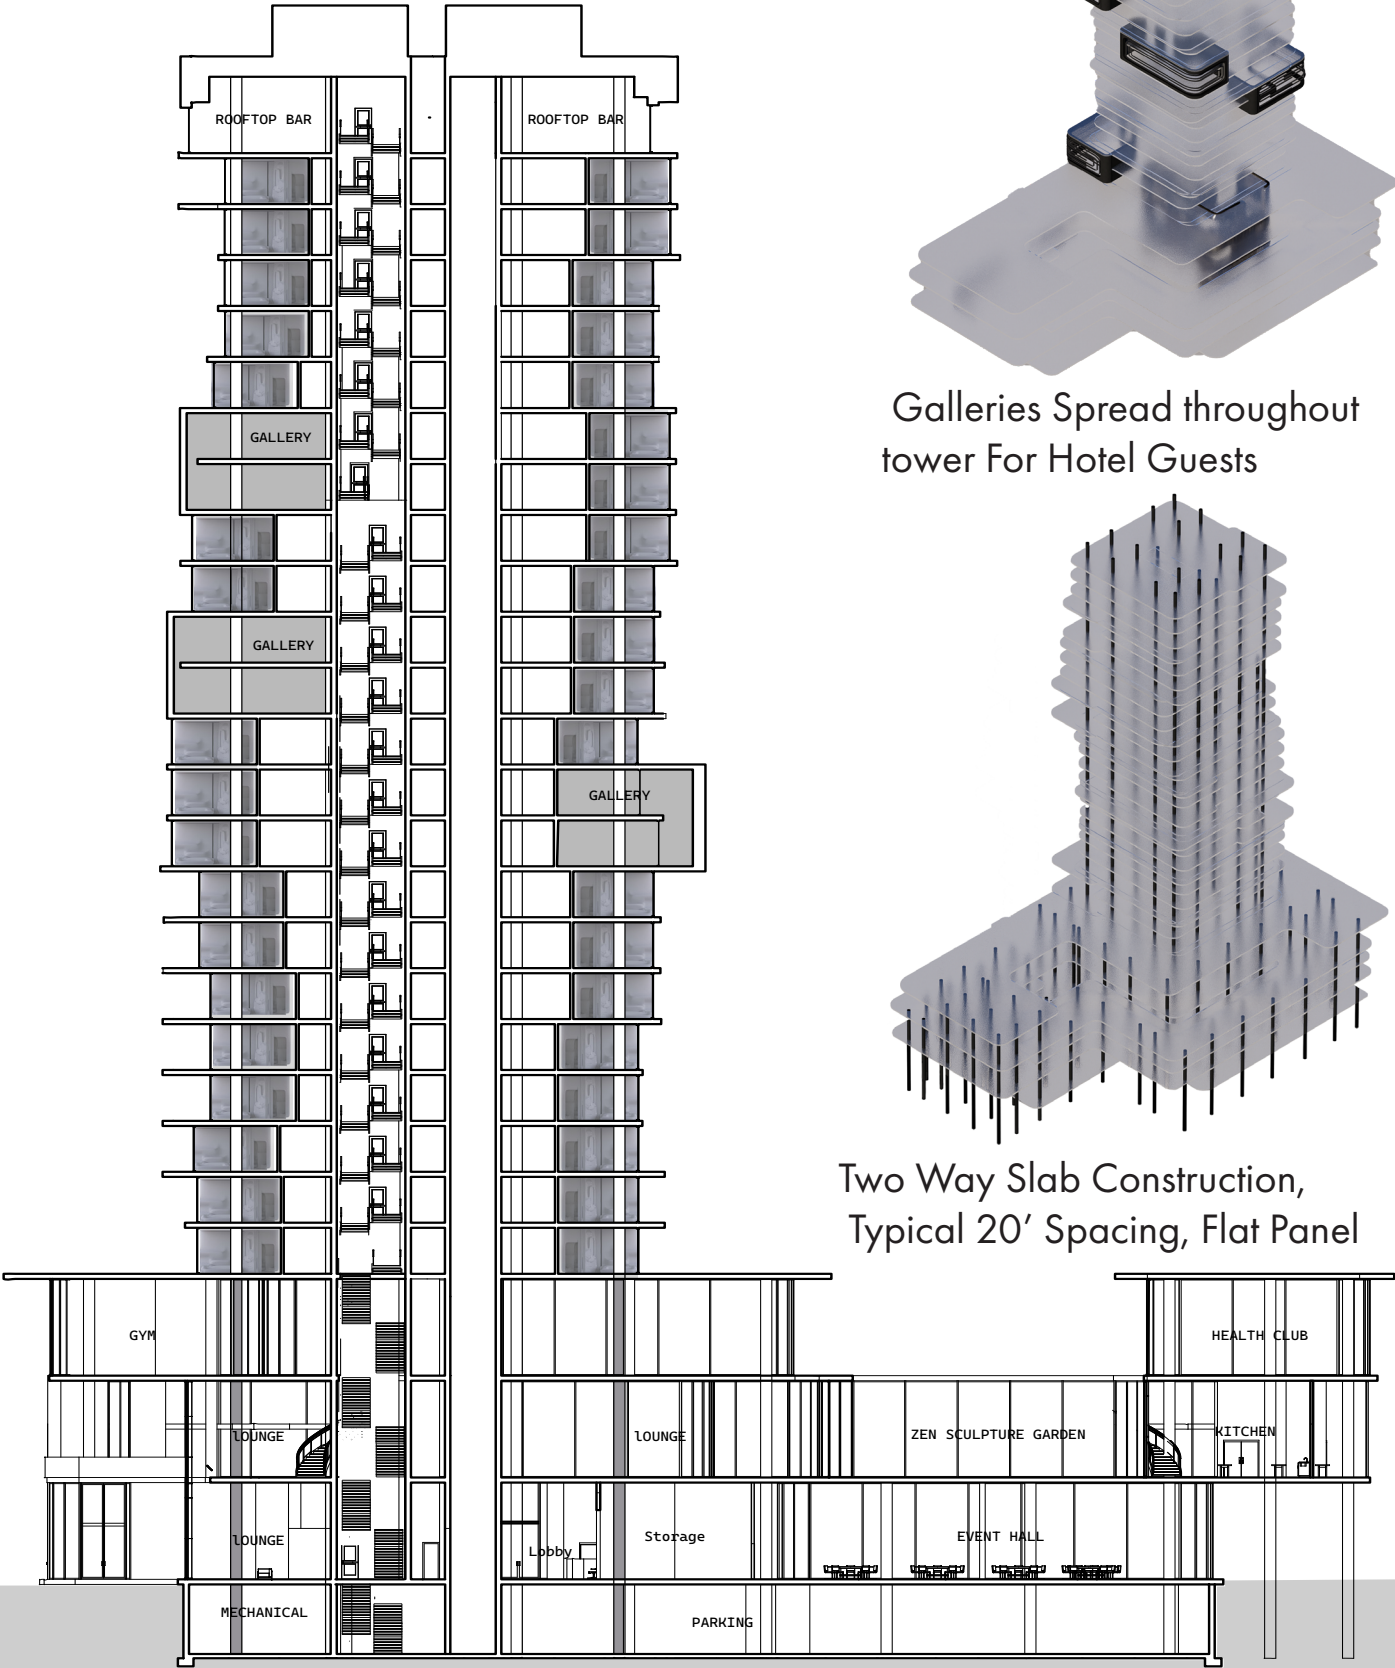 ROOFTOP BAR
ROOFTOP BAR
Galleries Spread throughout
tower For Hotel Guests
GALLERY
GALLERY
GALLERY
Two Way Slab Construction,
Typical 20’ Spacing, Flat Panel
GYM
HEALTH CLUB
lOUNGE
lOUNGE
ZEN SCULPTURE GARDEN
KITCHEN
lOUNGE
Lobby
Storage
EVENT HALL
MECHANICAL
PARKING